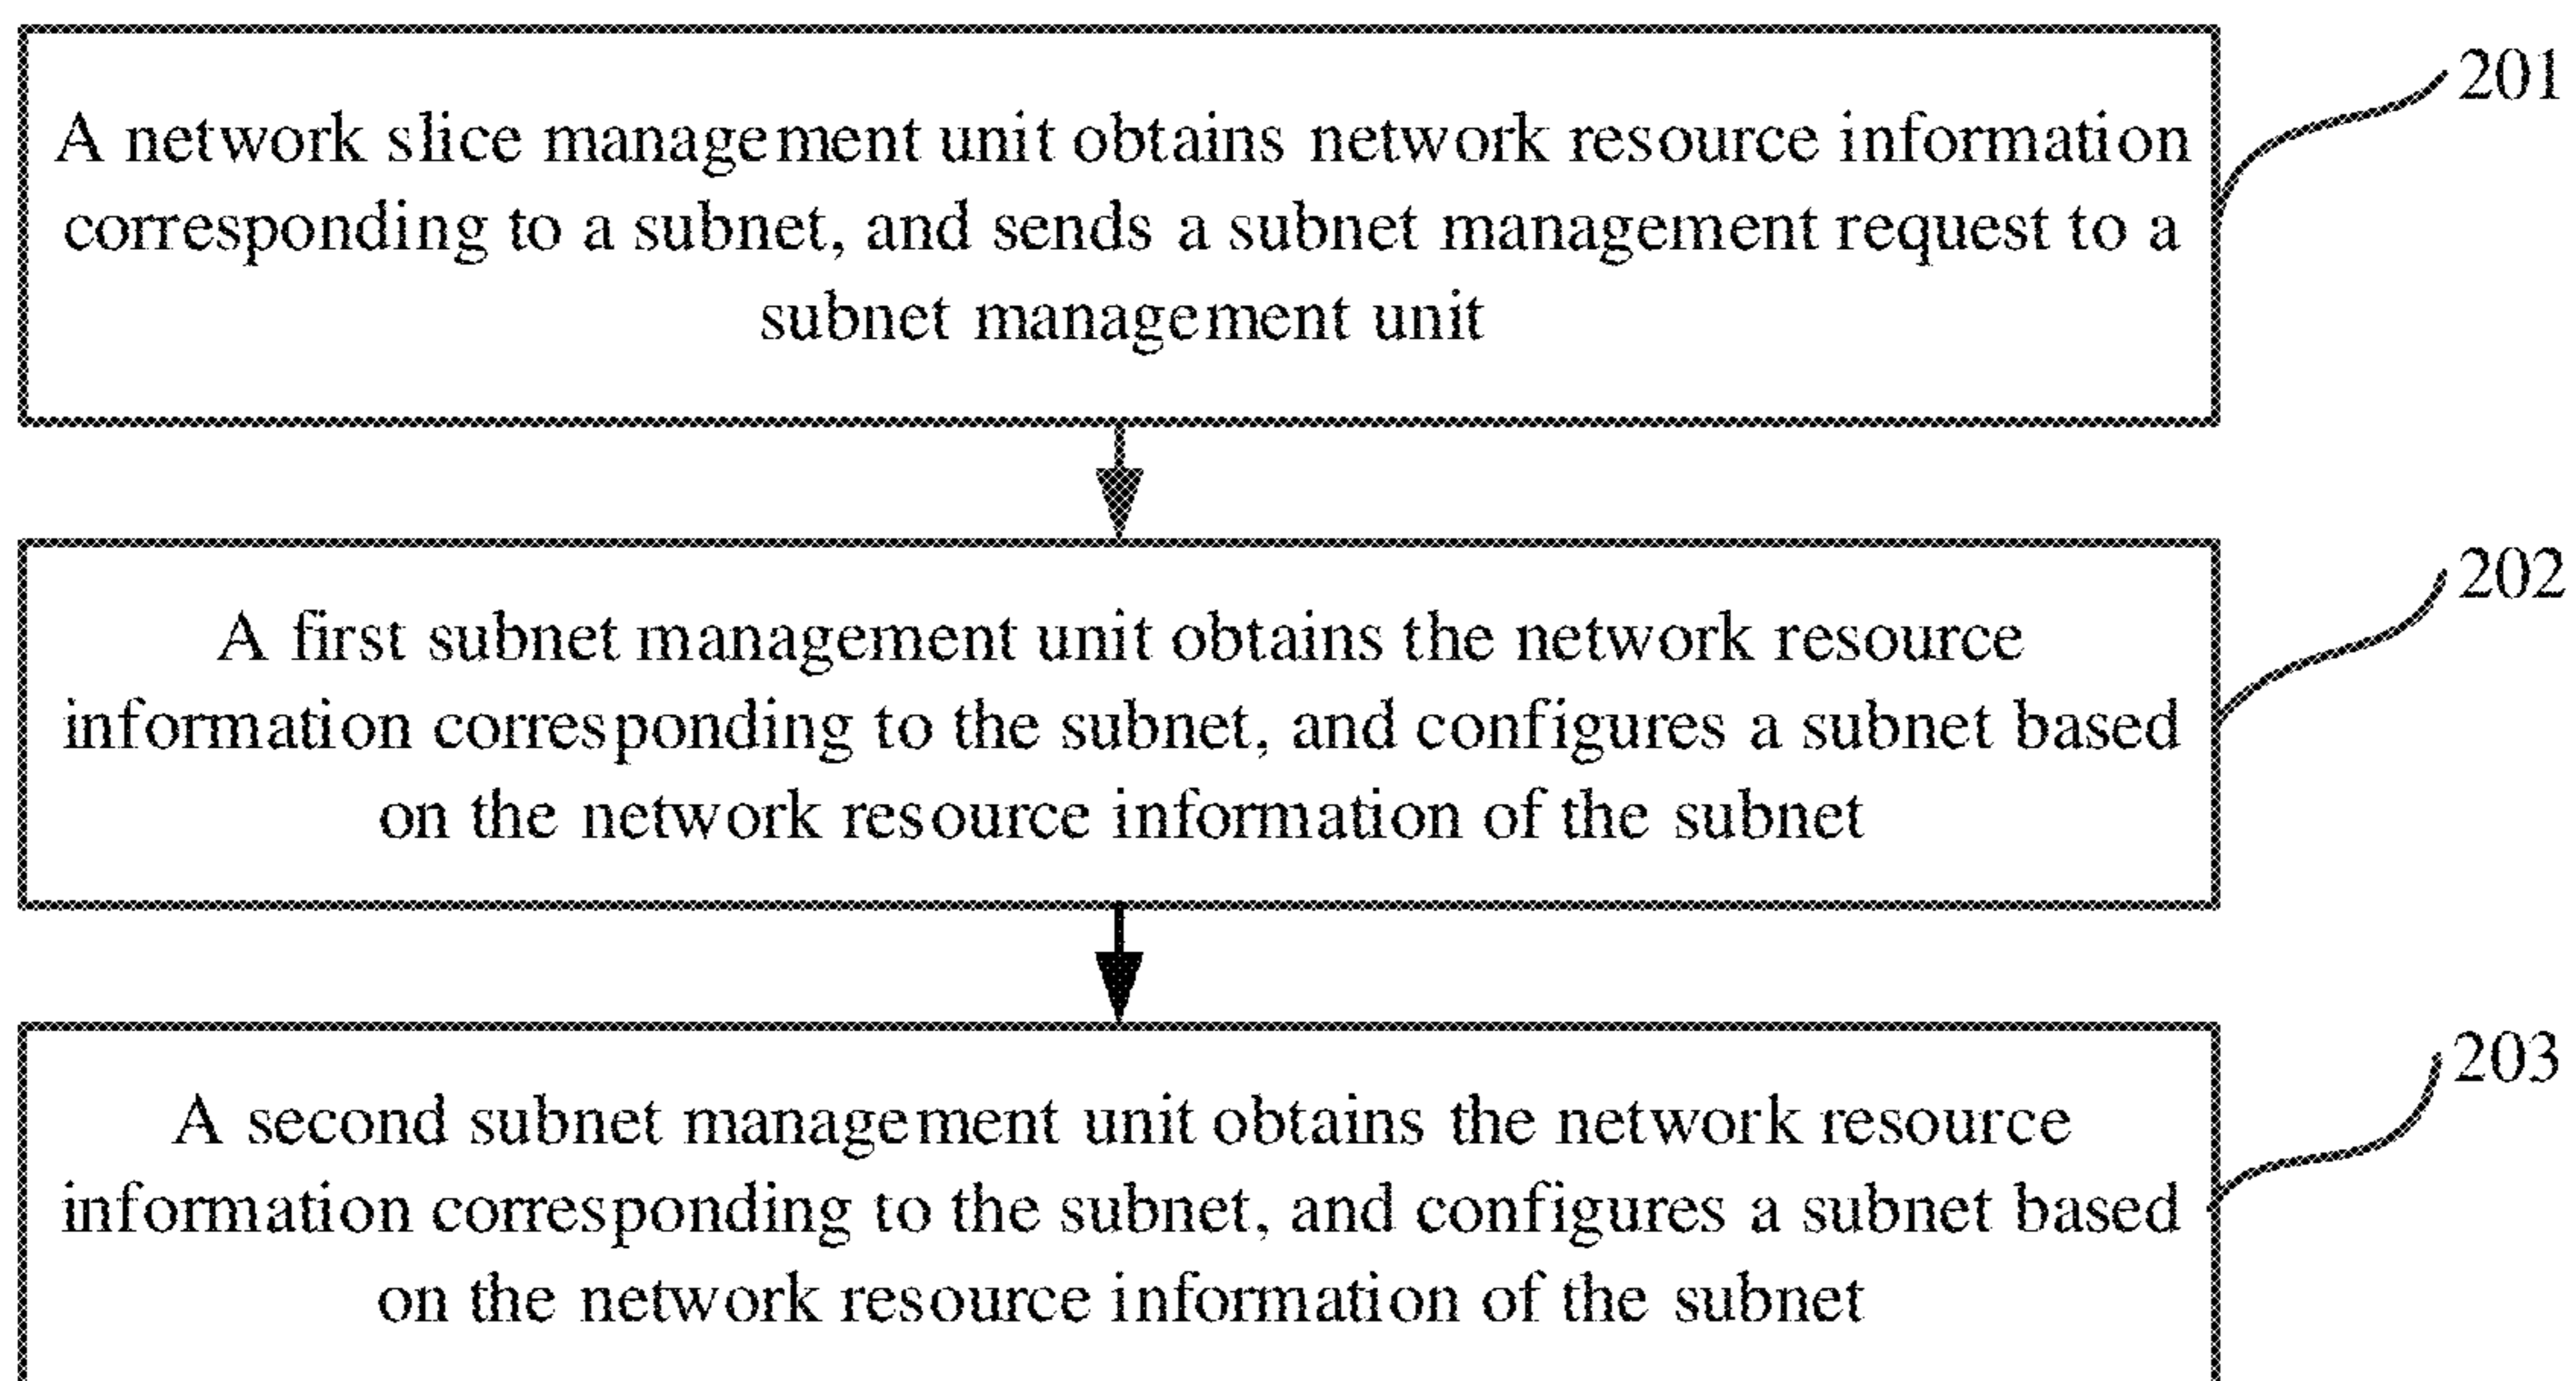 201
A network slice management unit obtains network resource information
corresponding to a subnet, and sends a subnet management request to a
subnet management unit
202
A first subnet management unit obtains the network resource
information corresponding to the subnet, and configures a subnet based
on the network resource information of the subnet
203
A second subnet management unit obtains the network resource
information corresponding to the subnet, and configures a subnet based
on the network resource information of the subnet